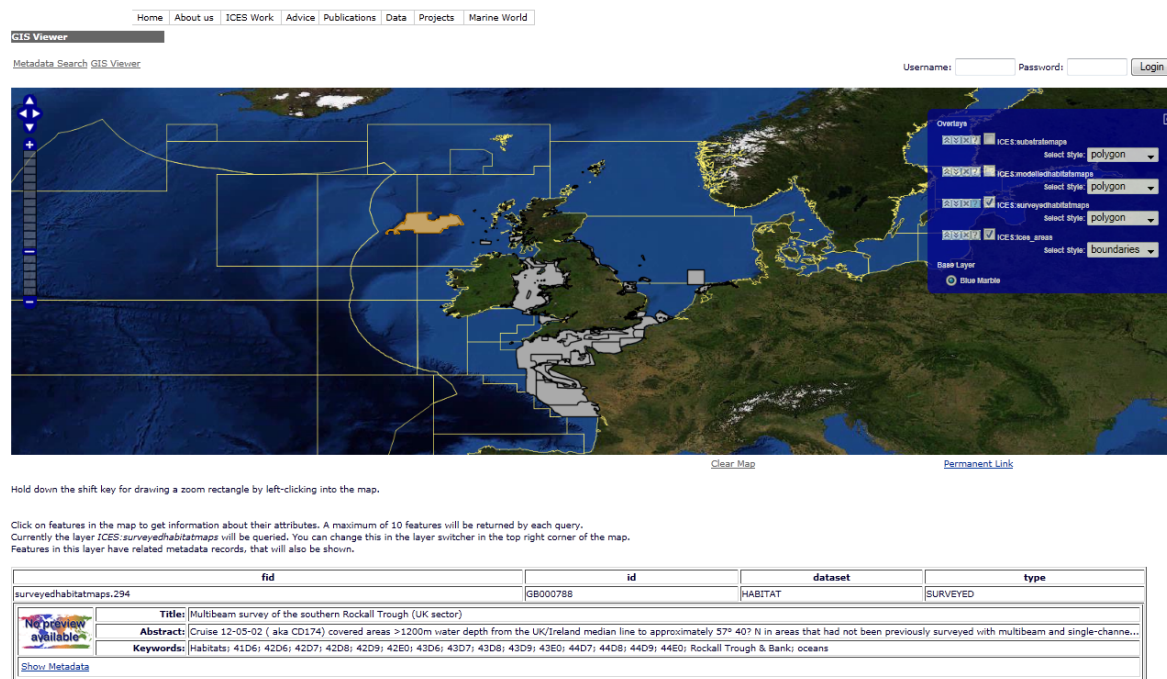 Home About us ICES Work Advice Publications Data Projects Marine World
GIS Viewer
Metadata Search GIS Viewer
Username: Password: Login
Overlays
ICES:substratemaps
Select Style: polygon
ICES:modelledhabitatsmaps
Select Style: polygon
ICES:surveyedhabitatmaps
Select Style: polygon
ICES:ices_areas
Select Style: boundaries
Base Layer
Blue Marble
Clear Map Permanent Link
Hold down the shift key for drawing a zoom rectangle by left-clicking into the map.
Click on features in the map to get information about their attributes. A maximum of 10 features will be returned by each query.
Currently the layer ICES:surveyedhabitatmaps will be queried. You can change this in the layer switcher in the top right corner of the map.
Features in this layer have related metadata records, that will also be shown.
fid id dataset type
surveyedhabitatmaps.294 GB000788 HABITAT SURVEYED
No preview available
Title: Multibeam survey of the southern Rockall Trough (UK sector)
Abstract: Cruise 12-05-02 ( aka CD174) covered areas >1200m water depth from the UK/Ireland median line to approximately 57º 40? N in areas that had not been previously surveyed with multibeam and single-channe...
Keywords: Habitats; 41D6; 42D6; 42D7; 42D8; 42D9; 42E0; 43D6; 43D7; 43D8; 43D9; 43E0; 44D7; 44D8; 44D9; 44E0; Rockall Trough & Bank; oceans
Show Metadata